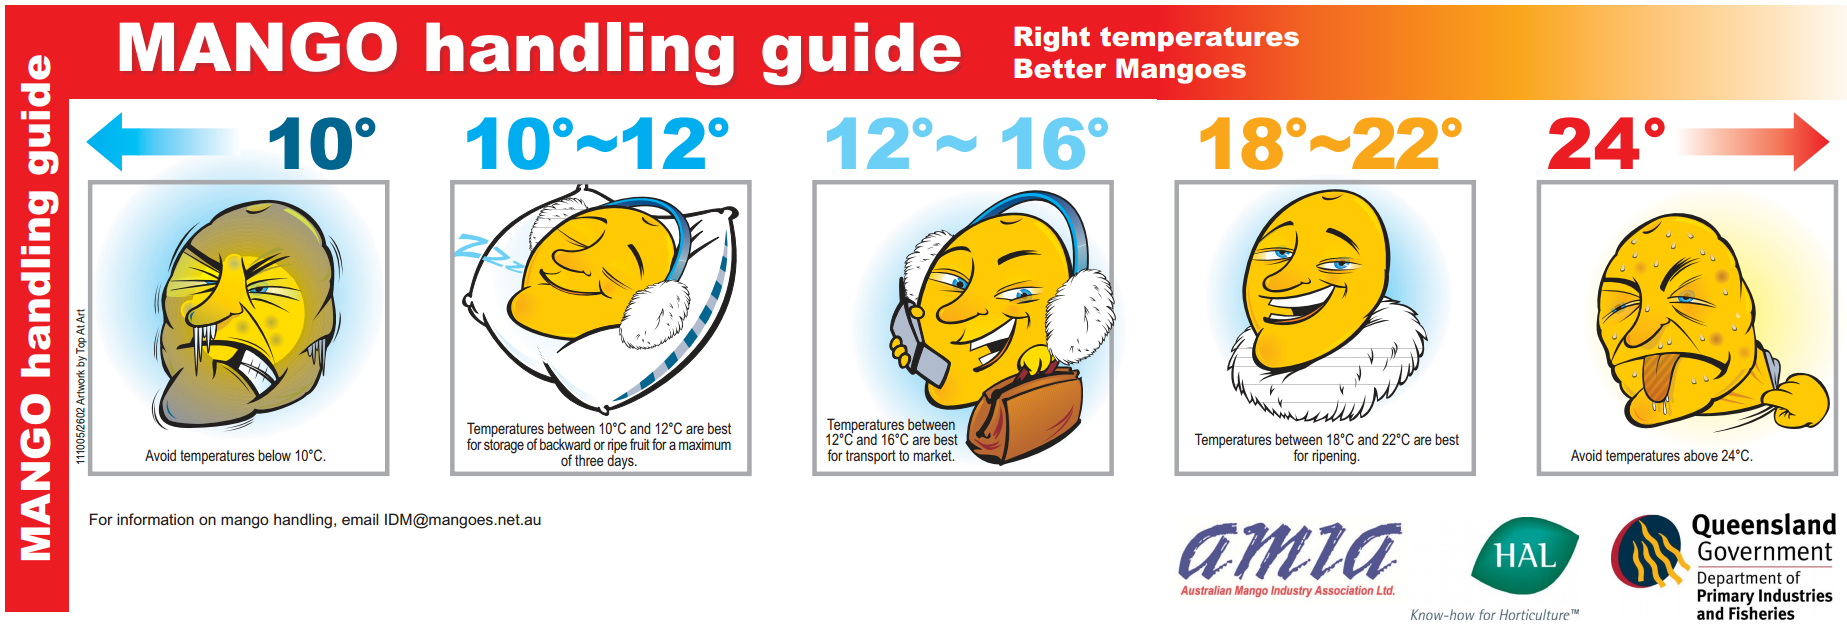 MANGO handling guide
Right temperatures
Better Mangoes
MANGO handling guide
10°
10°~12°
12°~ 16°
18°~22°
24°
zzz
Avoid temperatures below 10°C.
Temperatures between 10°C and 12°C are best
for storage of backward or ripe fruit for a maximum
of three days.
Temperatures between
12°C and 16°C are best
for transport to market.
Temperatures between 18°C and 22°C are best
for ripening.
Avoid temperatures above 24°C.
111005/2602 Artwork by Top At Art
For information on mango handling, email IDM@mangoes.net.au
amia
Australian Mango Industry Association Ltd.
HAL
Know-how for Horticulture™
Queensland
Government
Department of
Primary Industries
and Fisheries